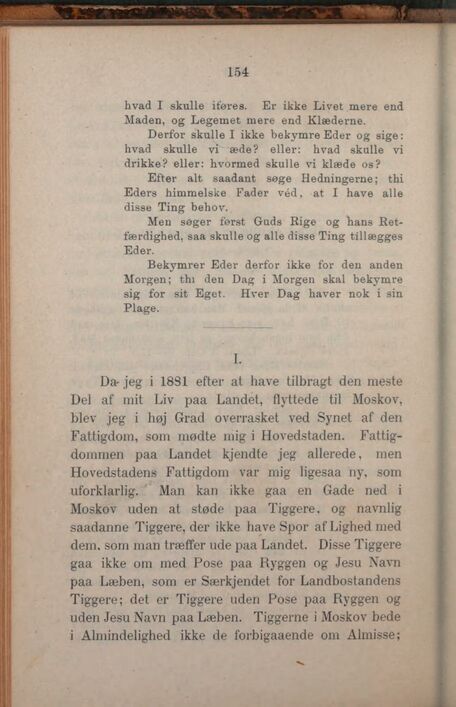 154
hvad I skulle iføres. Er ikke Livet mere end
Maden, og Legemet mere end Klæderne.
Derfor skulle I ikke bekymre Eder og sige:
hvad skulle vi æde? eller: hvad skulle vi
drikke? eller: hvormed skulle vi klæde os?
Efter alt saadant søge Hedningerne; thi
Eders himmelske Fader véd, at I have alle
disse Ting behov.
Men søger først Guds Rige og hans Ret-
færdighed, saa skulle og alle disse Ting tillægges
Eder.
Bekymrer Eder derfor ikke for den anden
Morgen; thi den Dag i Morgen skal bekymre
sig for sit Eget. Hver Dag haver nok i sin
Plage.
I.
Da jeg i 1881 efter at have tilbragt den meste
Del af mit Liv paa Landet, flyttede til Moskov,
blev jeg i høj Grad overrasket ved Synet af den
Fattigdom, som mødte mig i Hovedstaden. Fattig-
dommen paa Landet kjendte jeg allerede, men
Hovedstadens Fattigdom var mig ligesaa ny, som
uforklarlig. Man kan ikke gaa en Gade ned i
Moskov uden at støde paa Tiggere, og navnlig
saadanne Tiggere, der ikke have Spor af Lighed med
dem, som man træffer ude paa Landet. Disse Tiggere
gaa ikke om med Pose paa Ryggen og Jesu Navn
paa Læben, som er Særkjendet for Landbostandens
Tiggere; det er Tiggere uden Pose paa Ryggen og
uden Jesu Navn paa Læben. Tiggerne i Moskov bede
i Almindelighed ikke de forbigaaende om Almisse;